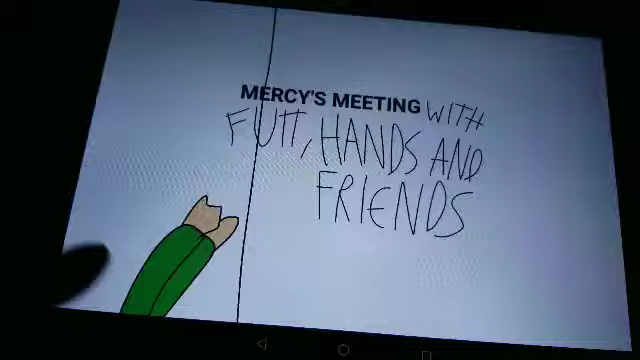 MERCY'S MEETING WITH
FUTT, HANDS AND
FRIENDS